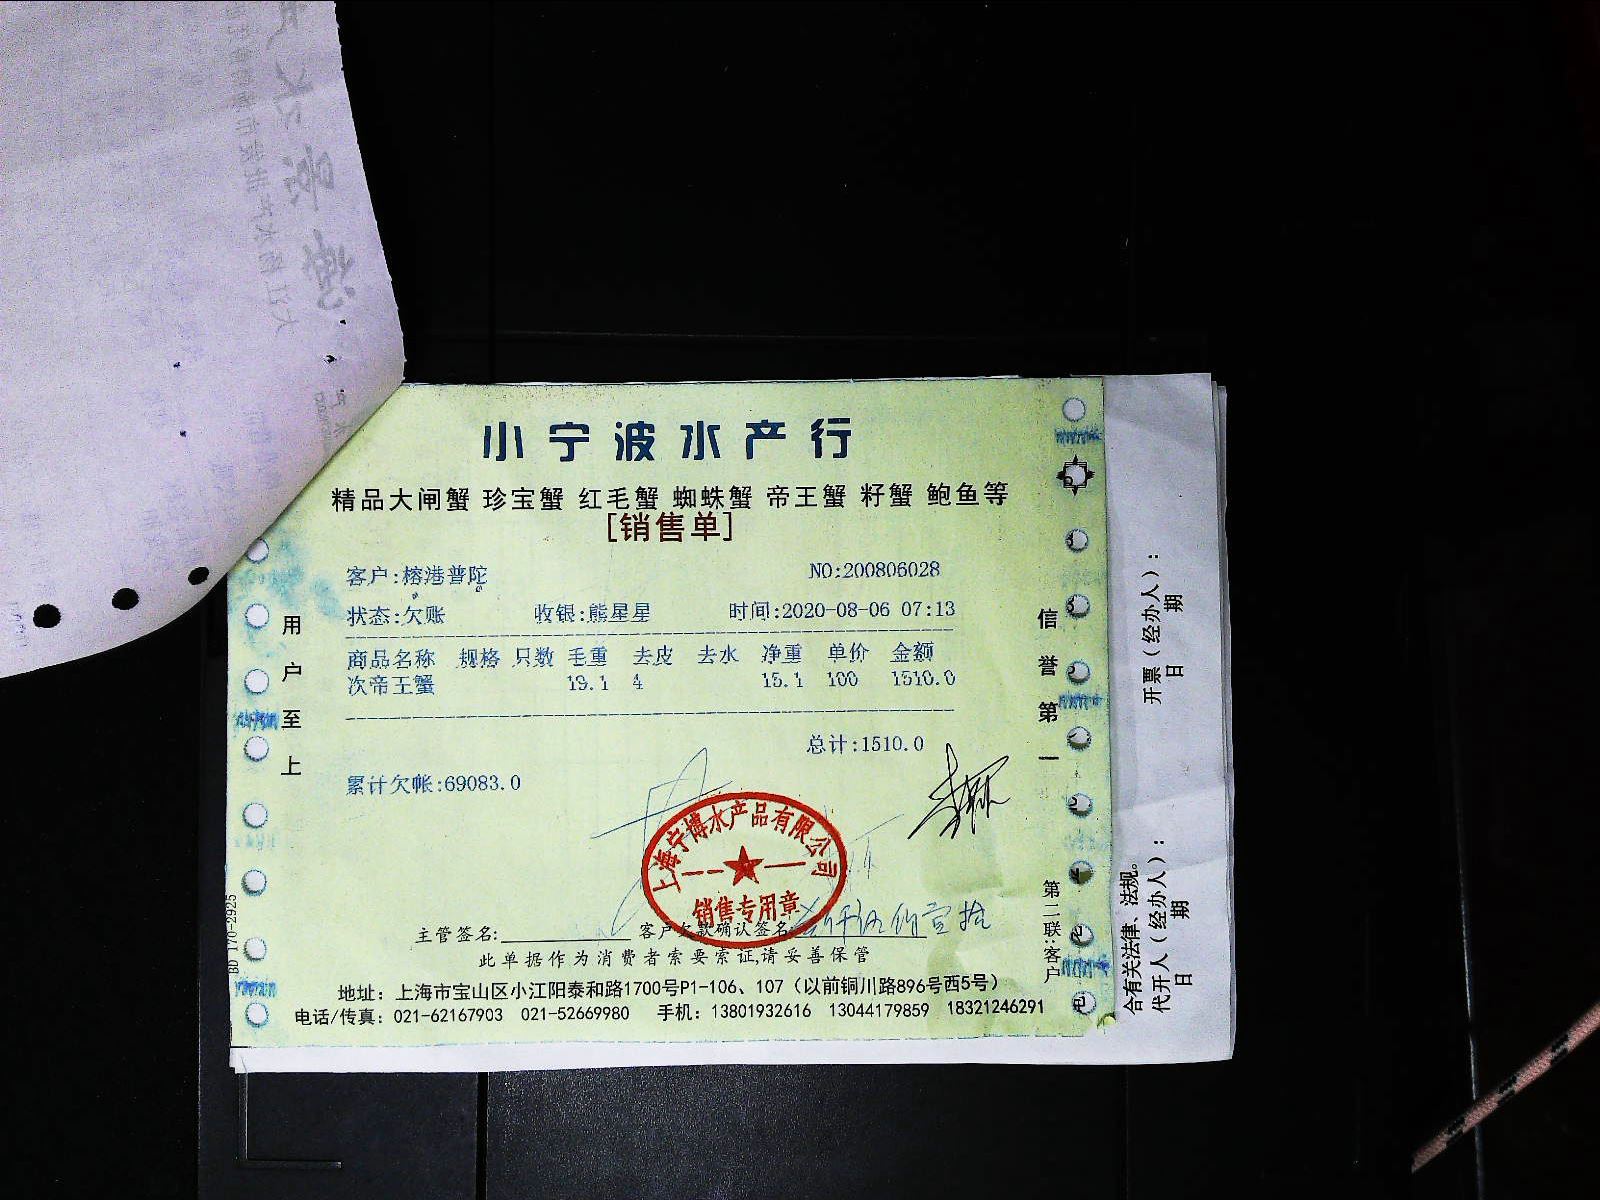 小宁波水产行
精品大闸蟹 珍宝蟹 红毛蟹 蜘蛛蟹 帝王蟹 籽蟹 鲍鱼等
[销售单]
客户:榕港普陀 NO:200806028
状态:欠账 收银:熊星星 时间:2020-08-06 07:13
商品名称 规格 只数 毛重 去皮 去水 净重 单价 金额
次帝王蟹 19.1 4 15.1 100 1510.0
总计:1510.0
累计欠帐:69083.0
上海宁博水产品有限公司
销售专用章
主管签名: 客户欠款确认签名: 壹仟伍佰壹拾
此单据作为消费者索要索证,请妥善保管
地址：上海市宝山区小江阳泰和路1700号P1-106、107（以前铜川路896号西5号）
电话/传真：021-62167903 021-52669980 手机：13801932616 13044179859 18321246291
用户至上
信誉第一
第二联:客户
BD 170-2925
开票（经办人）：
日期
合有关法律、法规。
代开人（经办人）：
日期